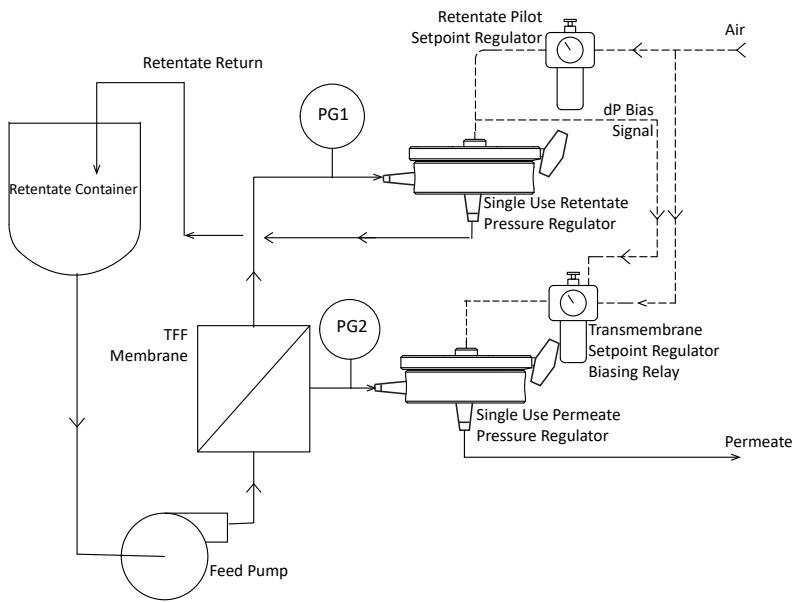 Retentate Pilot
Setpoint Regulator
Air
Retentate Return
PG1
dP Bias
Signal
Retentate Container
Single Use Retentate
Pressure Regulator
PG2
TFF
Membrane
Transmembrane
Setpoint Regulator
Biasing Relay
Single Use Permeate
Pressure Regulator
Permeate
Feed Pump